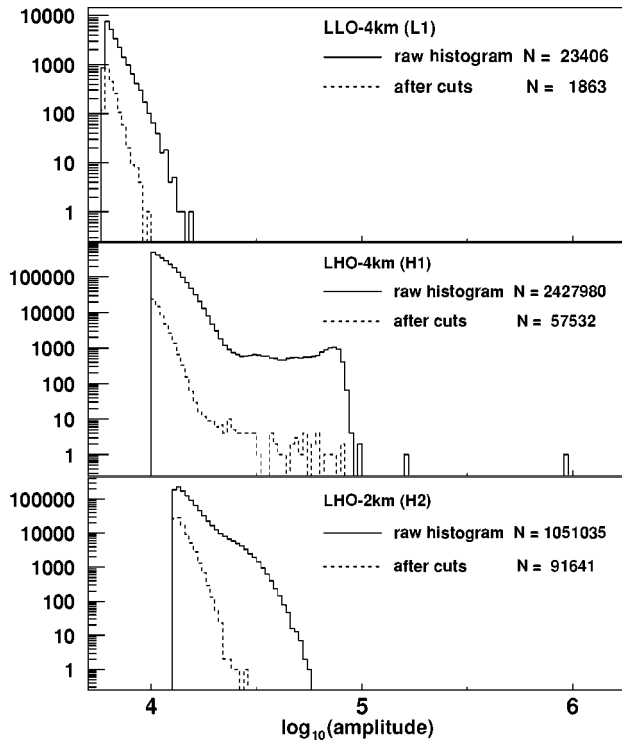 10000
1000
100
10
1
LLO-4km (L1)
raw histogram N = 23406
after cuts N = 1863
100000
10000
1000
100
10
1
LHO-4km (H1)
raw histogram N = 2427980
after cuts N = 57532
100000
10000
1000
100
10
1
LHO-2km (H2)
raw histogram N = 1051035
after cuts N = 91641
4 5 6
log10(amplitude)